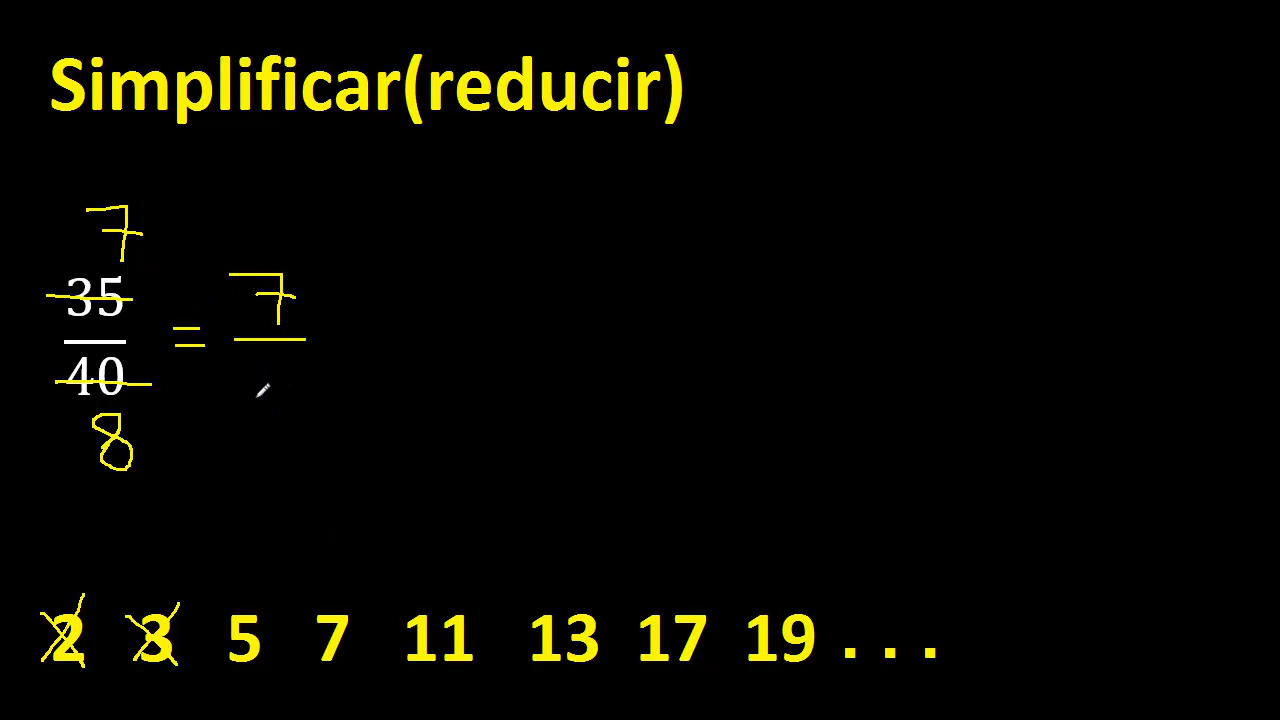 Simplificar(reducir)
7
35
40
8
= 7
2 3 5 7 11 13 17 19 . . .